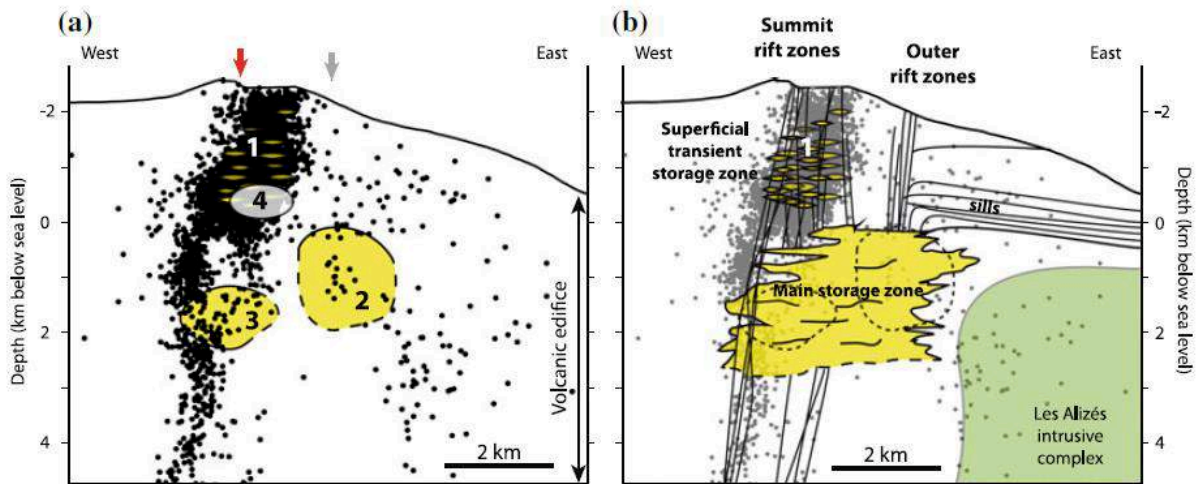 (a)
West
East
-2
0
2
4
Depth (km below sea level)
1
4
2
3
Volcanic edifice
2 km
(b)
West
Summit
rift zones
Outer
rift zones
East
Superficial
transient
storage zone
1
sills
Main storage zone
Les Alizés
intrusive
complex
2 km
-2
0
2
4
Depth (km below sea level)